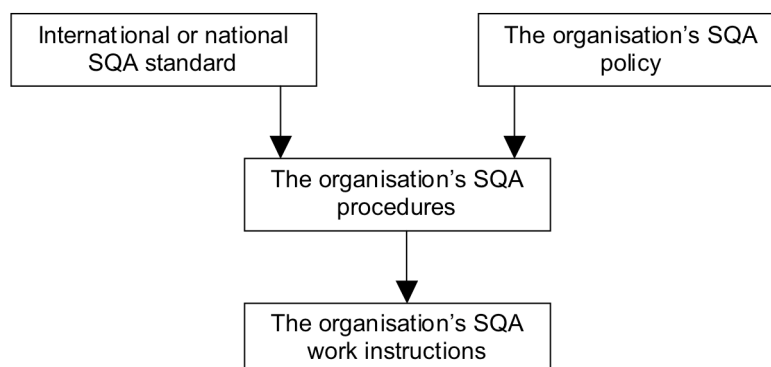 International or national
SQA standard
The organisation's SQA
policy
The organisation's SQA
procedures
The organisation's SQA
work instructions